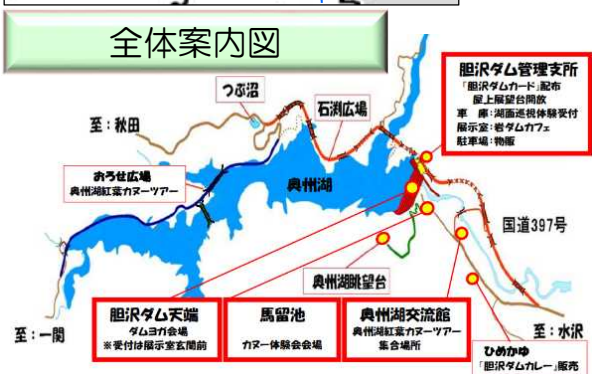 全体案内図
胆沢ダム管理支所
「胆沢ダムカード」配布
屋上展望台開放
車　庫:湖面巡視体験受付
展示室:岩ダムカフェ
駐車場:物販
つぶ沼
石渕広場
至:秋田
おろせ広場
奥州湖紅葉カヌーツアー
奥州湖
国道397号
奥州湖眺望台
胆沢ダム天端
ダムヨガ会場
※受付は展示室玄関前
馬留池
カヌー体験会会場
奥州湖交流館
奥州湖紅葉カヌーツアー
集合場所
至:一関
至:水沢
ひめかゆ
「胆沢ダムカレー」販売